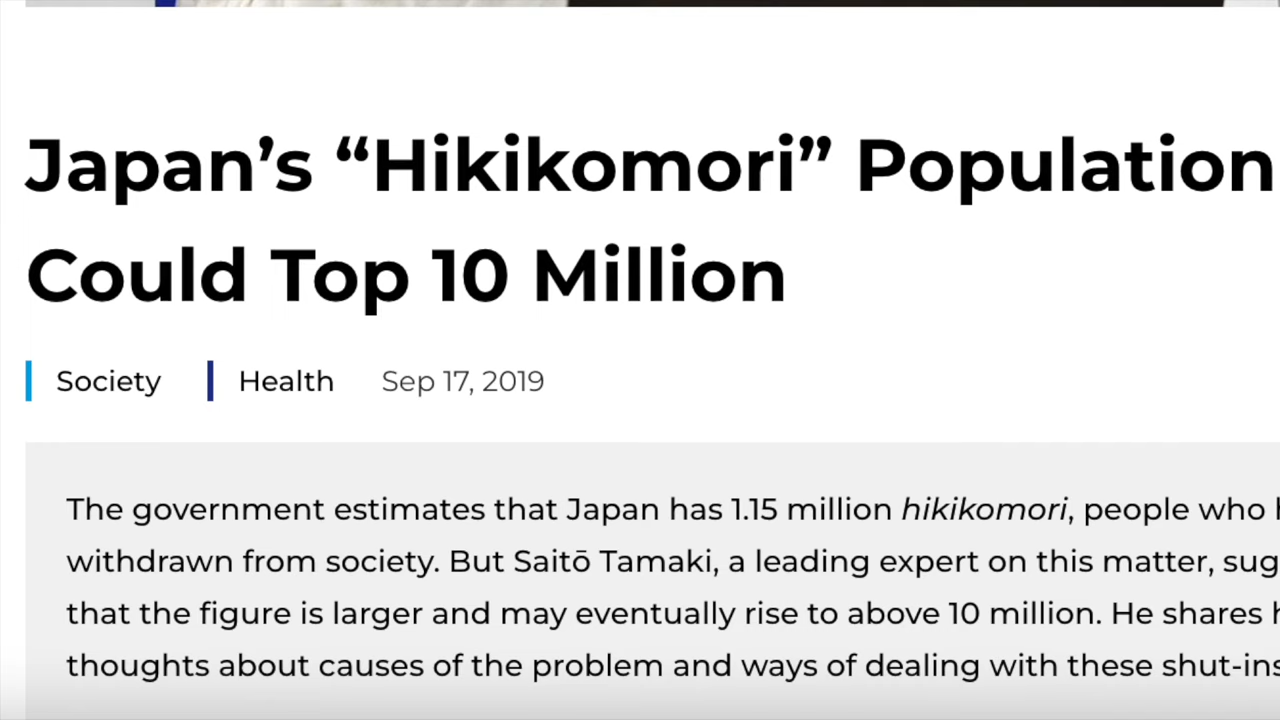 Japan’s “Hikikomori” Population
Could Top 10 Million
Society Health Sep 17, 2019
The government estimates that Japan has 1.15 million hikikomori, people who
withdrawn from society. But Saitō Tamaki, a leading expert on this matter, sug
that the figure is larger and may eventually rise to above 10 million. He shares
thoughts about causes of the problem and ways of dealing with these shut-ins